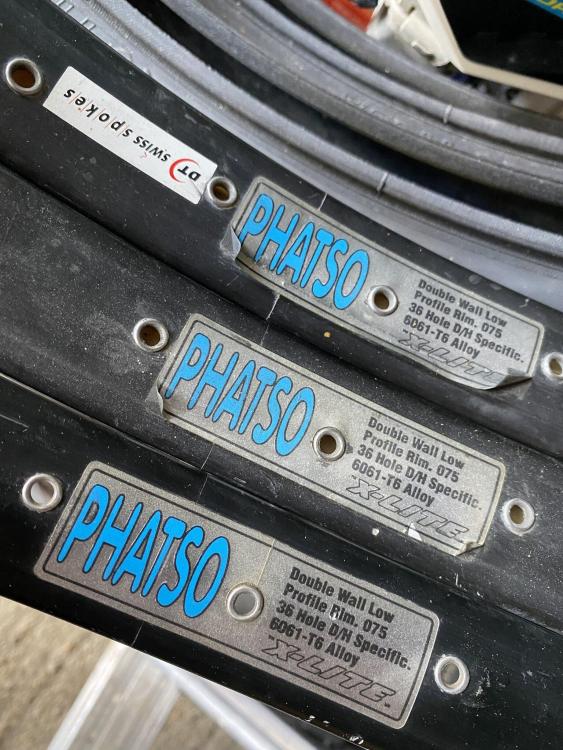 DT swiss spokes
PHATSO
Double Wall Low
Profile Rim. 075
36 Hole D/H Specific.
6061-T6 Alloy
X-LITE
PHATSO
Double Wall Low
Profile Rim. 075
36 Hole D/H Specific.
6061-T6 Alloy
X-LITE
PHATSO
Double Wall Low
Profile Rim. 075
36 Hole D/H Specific.
6061-T6 Alloy
X-LITE